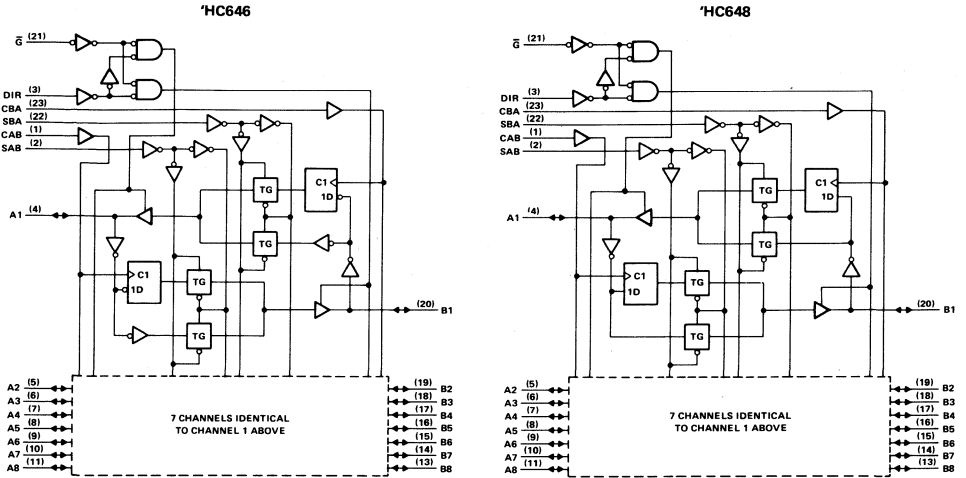 'HC646
G̅ (21)
DIR (3)
CBA (23)
SBA (22)
CAB (1)
SAB (2)
TG
C1
1D
A1 (4)
TG
C1
1D
TG
(20) B1
TG
A2 (5)
A3 (6)
A4 (7)
A5 (8)
A6 (9)
A7 (10)
A8 (11)
7 CHANNELS IDENTICAL
TO CHANNEL 1 ABOVE
(19) B2
(18) B3
(17) B4
(16) B5
(15) B6
(14) B7
(13) B8
'HC648
G̅ (21)
DIR (3)
CBA (23)
SBA (22)
CAB (1)
SAB (2)
TG
C1
1D
A1 (4)
TG
C1
1D
TG
(20) B1
TG
A2 (5)
A3 (6)
A4 (7)
A5 (8)
A6 (9)
A7 (10)
A8 (11)
7 CHANNELS IDENTICAL
TO CHANNEL 1 ABOVE
(19) B2
(18) B3
(17) B4
(16) B5
(15) B6
(14) B7
(13) B8